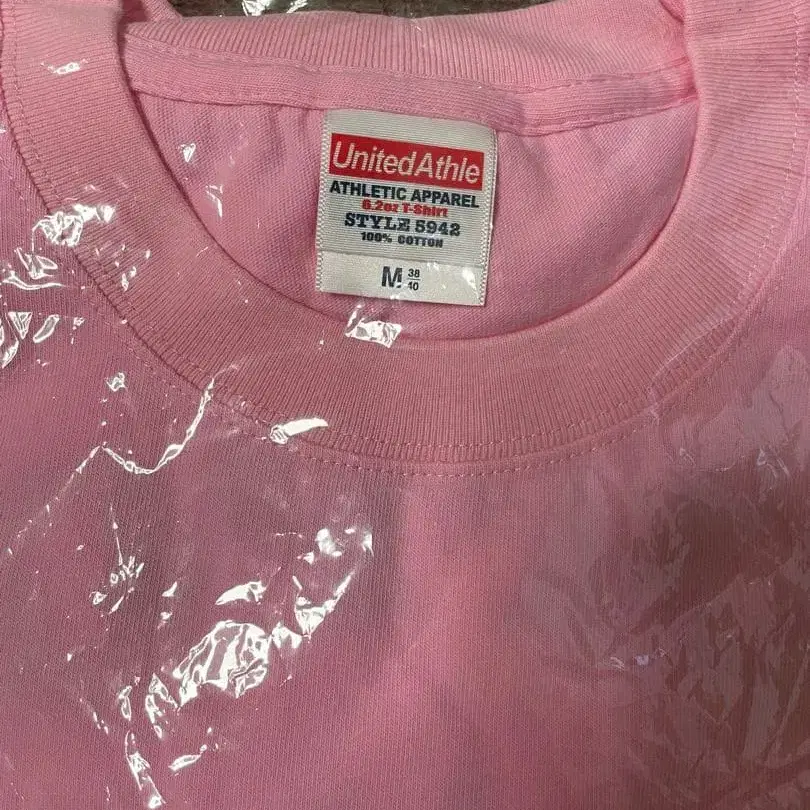 UnitedAthle
ATHLETIC APPAREL
6.2oz T-Shirt
STYLE 5942
100% COTTON
M 38
40